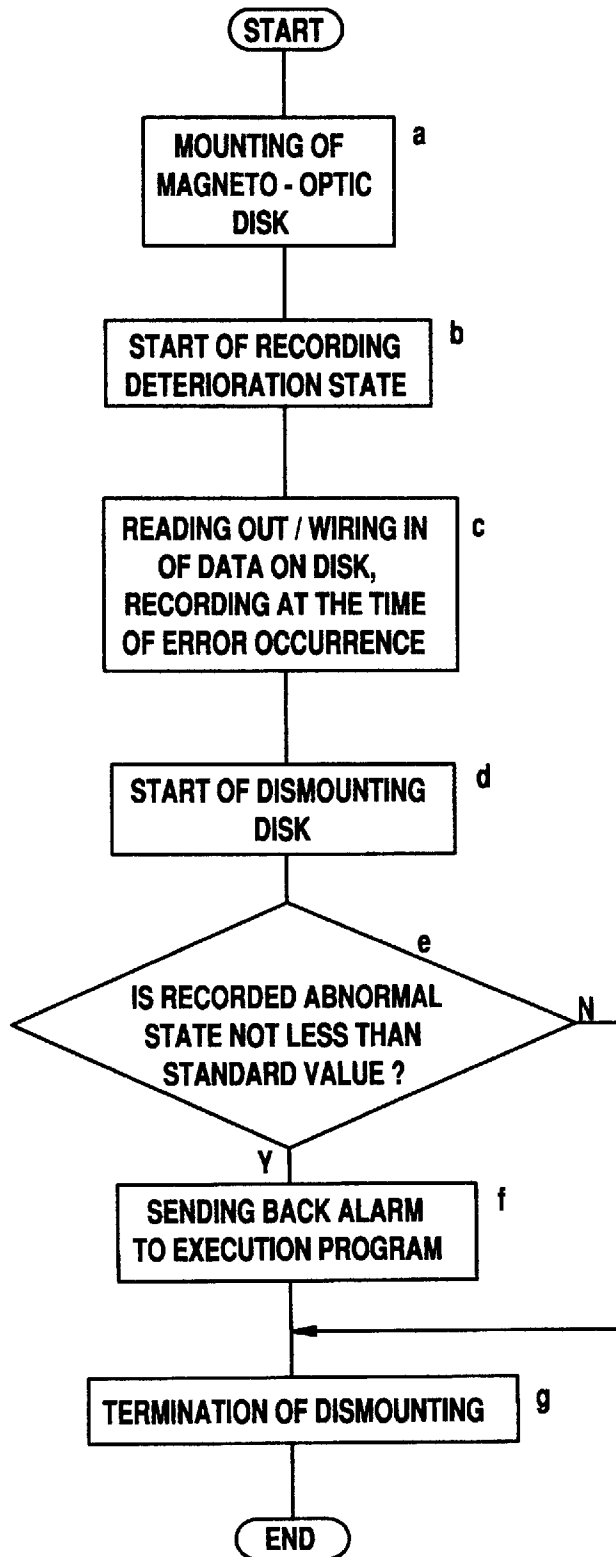 START
a
MOUNTING OF
MAGNETO - OPTIC
DISK
b
START OF RECORDING
DETERIORATION STATE
c
READING OUT / WIRING IN
OF DATA ON DISK,
RECORDING AT THE TIME
OF ERROR OCCURRENCE
d
START OF DISMOUNTING
DISK
e
IS RECORDED ABNORMAL
STATE NOT LESS THAN
STANDARD VALUE ?
N
Y
f
SENDING BACK ALARM
TO EXECUTION PROGRAM
g
TERMINATION OF DISMOUNTING
END